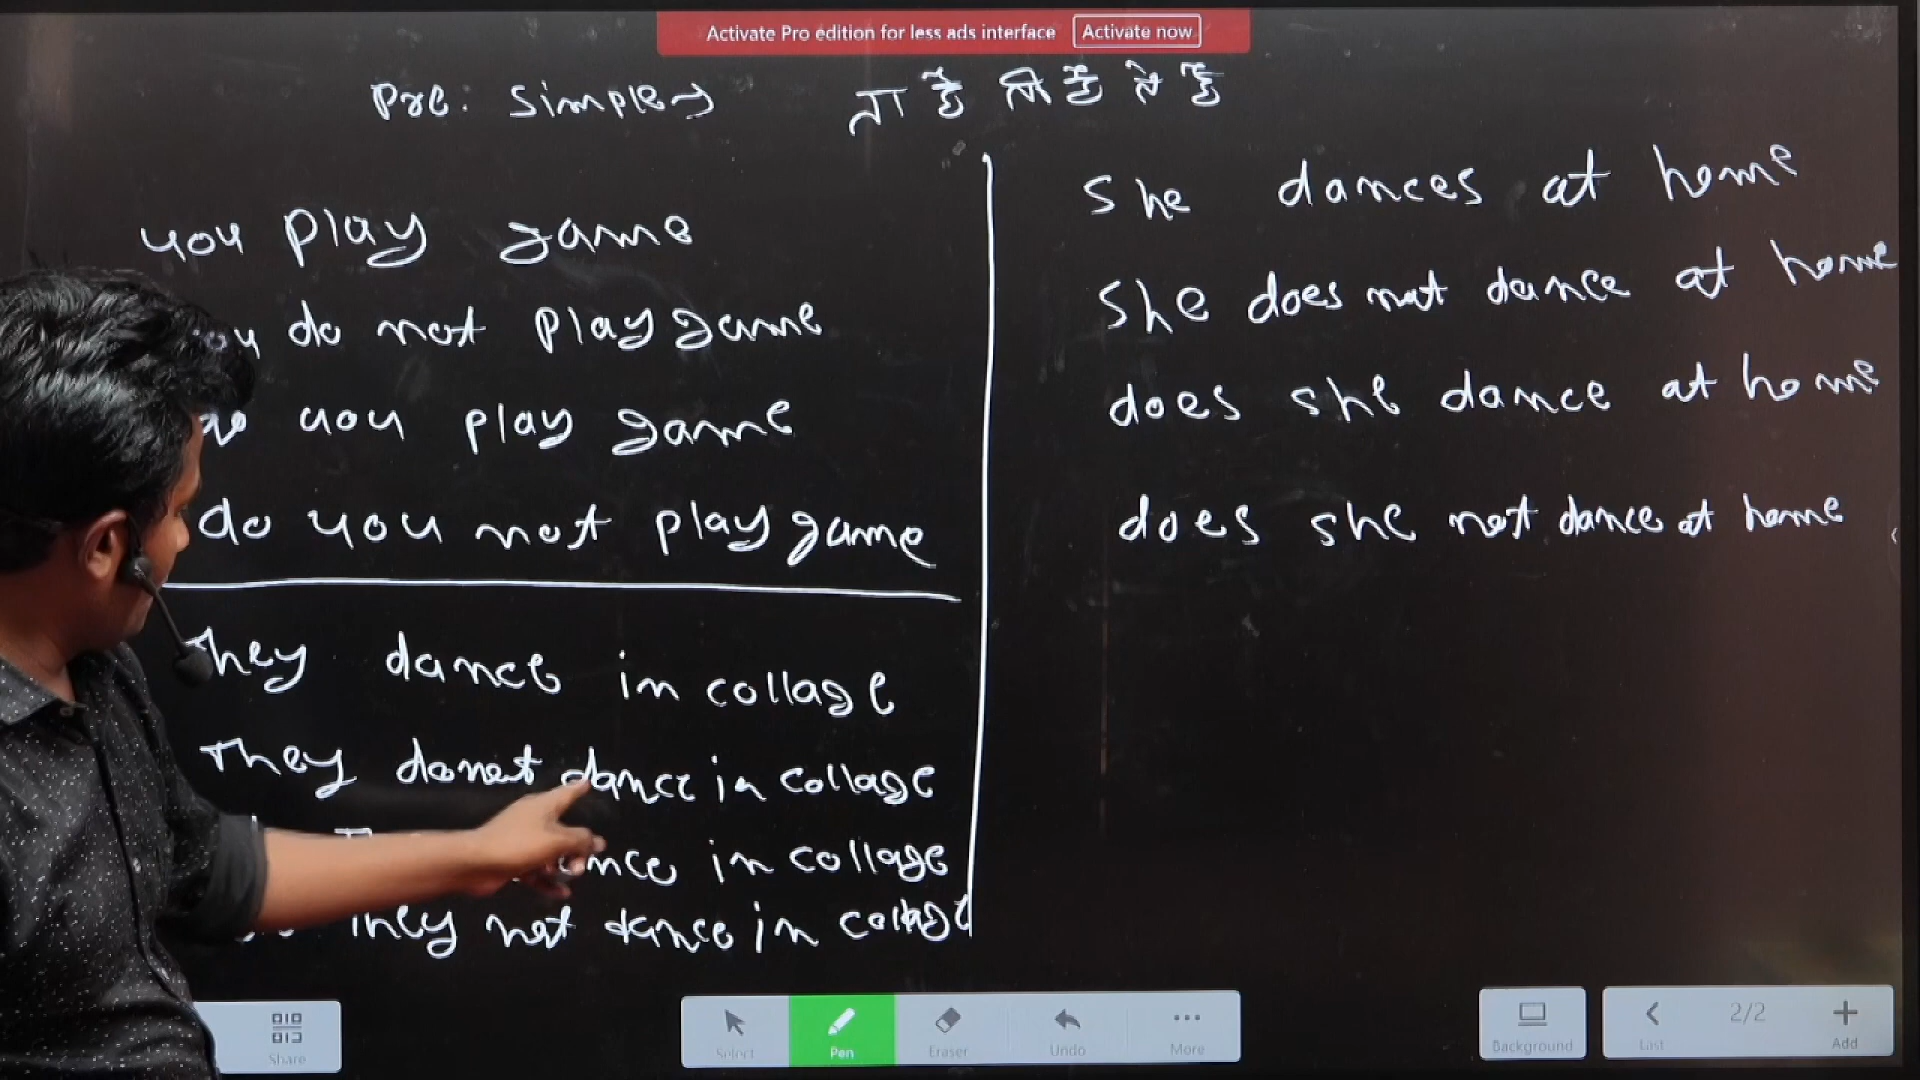 Activate Pro edition for less ads interface Activate now
Pre: Simple→ ता है ती है ते है
you play game
do not play game
you play game
do you not play game
They dance in collage
They donot dance in collage
in collage
They not dance in collage
She dances at home
She does not dance at home
does she dance at home
does she not dance at home
Share
Select Pen Eraser Undo More
Background
Last 2/2 Add